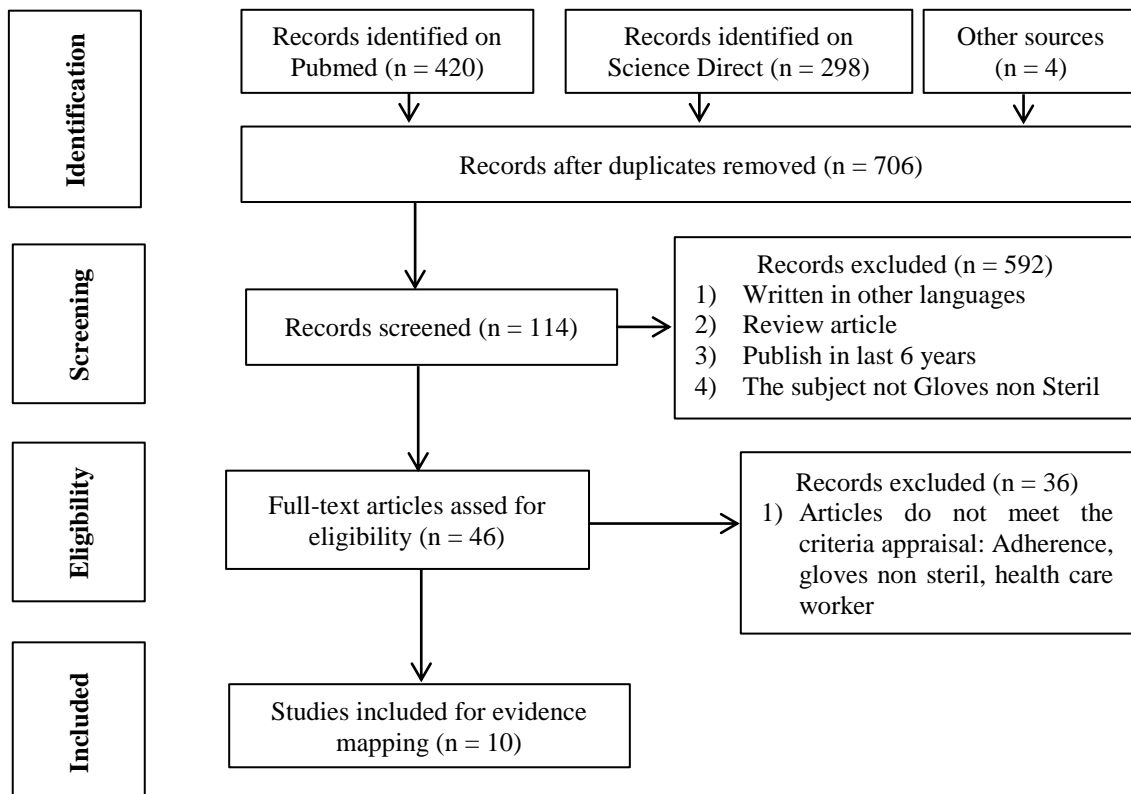 Identification
Records identified on
Pubmed (n = 420)
Records identified on
Science Direct (n = 298)
Other sources
(n = 4)
Records after duplicates removed (n = 706)
Screening
Records screened (n = 114)
Records excluded (n = 592)
1) Written in other languages
2) Review article
3) Publish in last 6 years
4) The subject not Gloves non Steril
Eligibility
Full-text articles assed for
eligibility (n = 46)
Records excluded (n = 36)
1) Articles do not meet the
criteria appraisal: Adherence,
gloves non steril, health care
worker
Included
Studies included for evidence
mapping (n = 10)